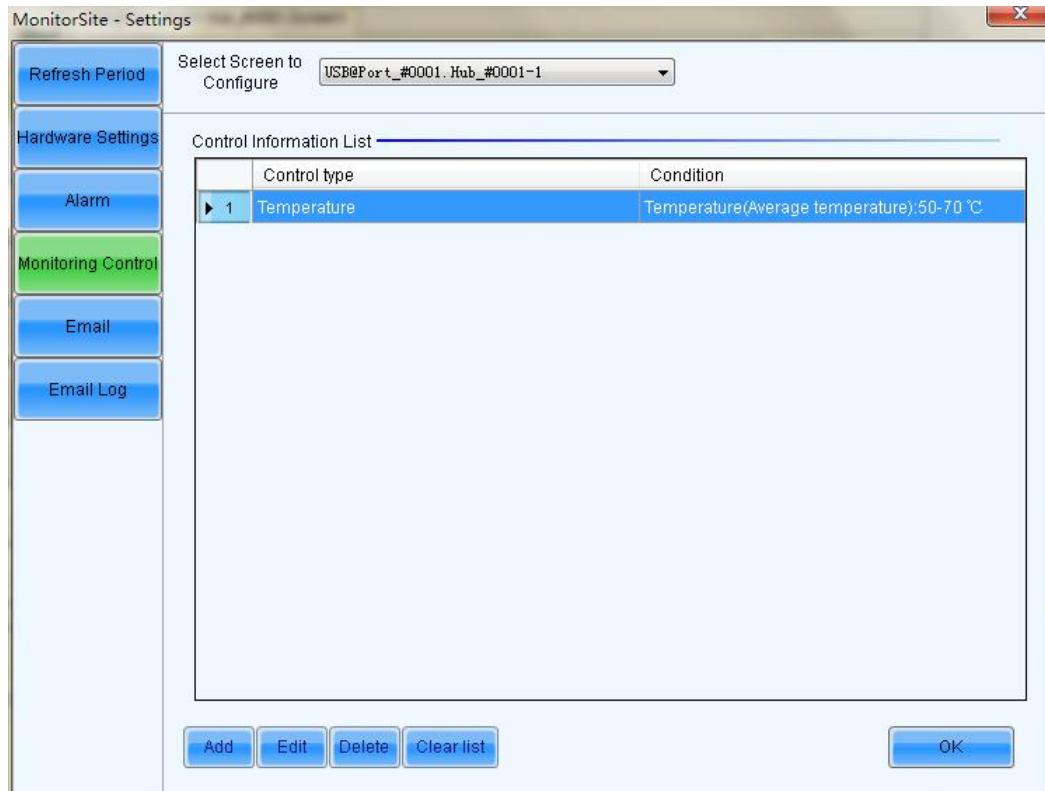 MonitorSite - Settings
Refresh Period
Hardware Settings
Alarm
Monitoring Control
Email
Email Log
Select Screen to
Configure
USB@Port_#0001.Hub_#0001-1
Control Information List
Control type Condition
1 Temperature Temperature(Average temperature):50-70 ℃
Add Edit Delete Clear list OK